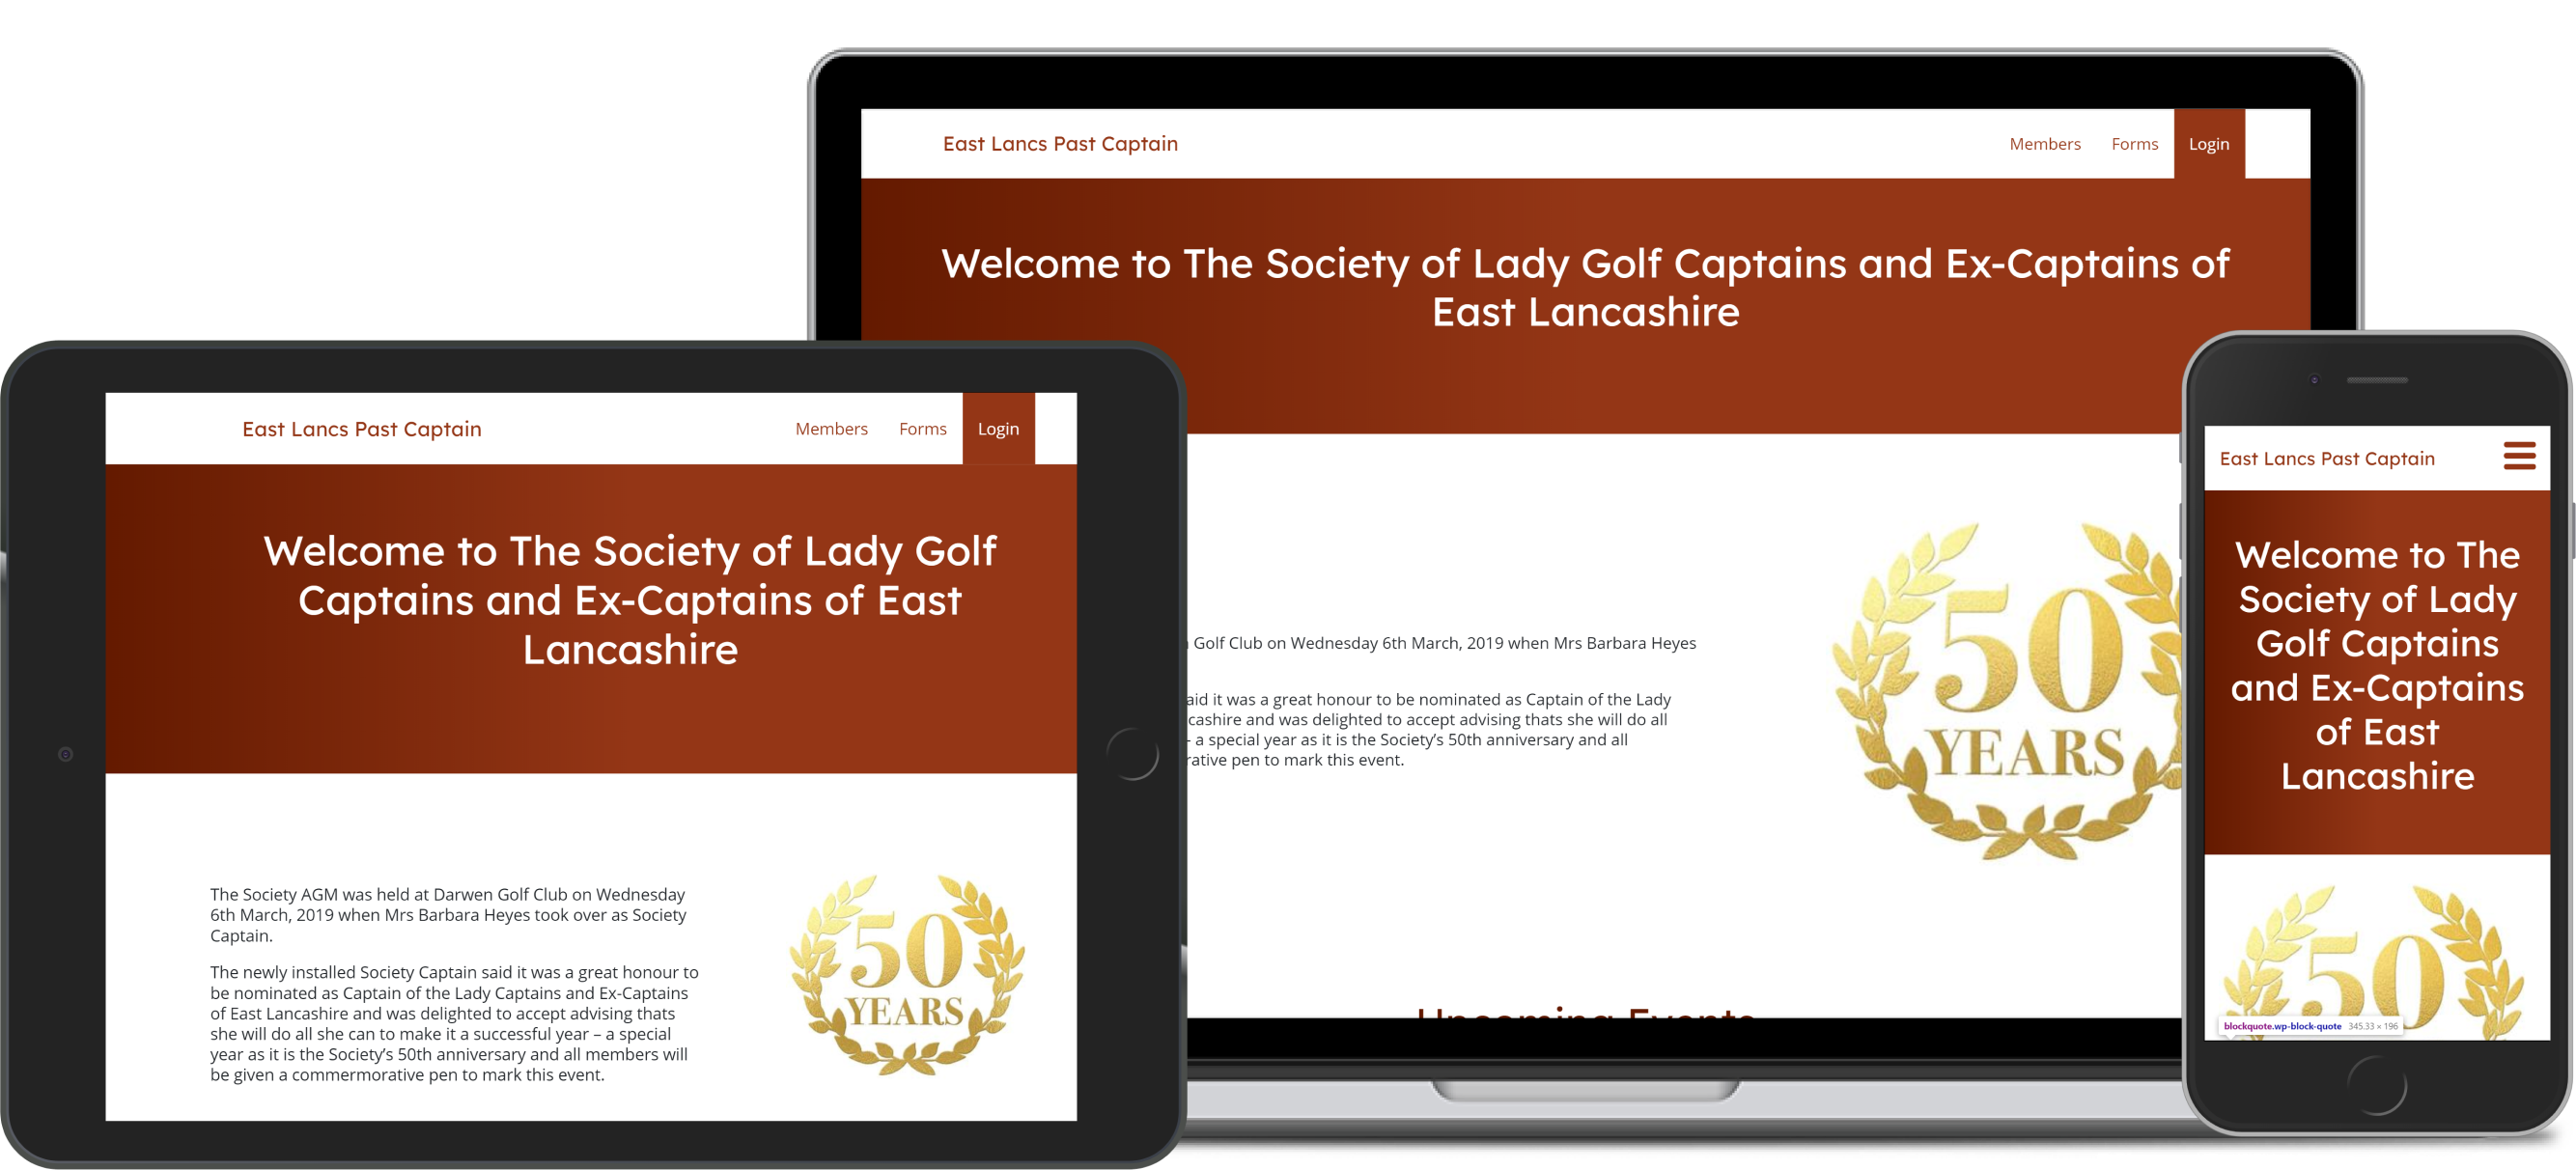 East Lancs Past Captain
Members Forms Login
Welcome to The Society of Lady Golf Captains and Ex-Captains of
East Lancashire
Golf Club on Wednesday 6th March, 2019 when Mrs Barbara Heyes
aid it was a great honour to be nominated as Captain of the Lady
cashire and was delighted to accept advising thats she will do all
– a special year as it is the Society’s 50th anniversary and all
rative pen to mark this event.
50
YEARS
Upcoming Events
East Lancs Past Captain
Members Forms Login
Welcome to The Society of Lady Golf
Captains and Ex-Captains of East
Lancashire
The Society AGM was held at Darwen Golf Club on Wednesday
6th March, 2019 when Mrs Barbara Heyes took over as Society
Captain.
The newly installed Society Captain said it was a great honour to
be nominated as Captain of the Lady Captains and Ex-Captains
of East Lancashire and was delighted to accept advising thats
she will do all she can to make it a successful year – a special
year as it is the Society’s 50th anniversary and all members will
be given a commermorative pen to mark this event.
50
YEARS
East Lancs Past Captain
Welcome to The
Society of Lady
Golf Captains
and Ex-Captains
of East
Lancashire
50
blockquote.wp-block-quote 345.33 × 196